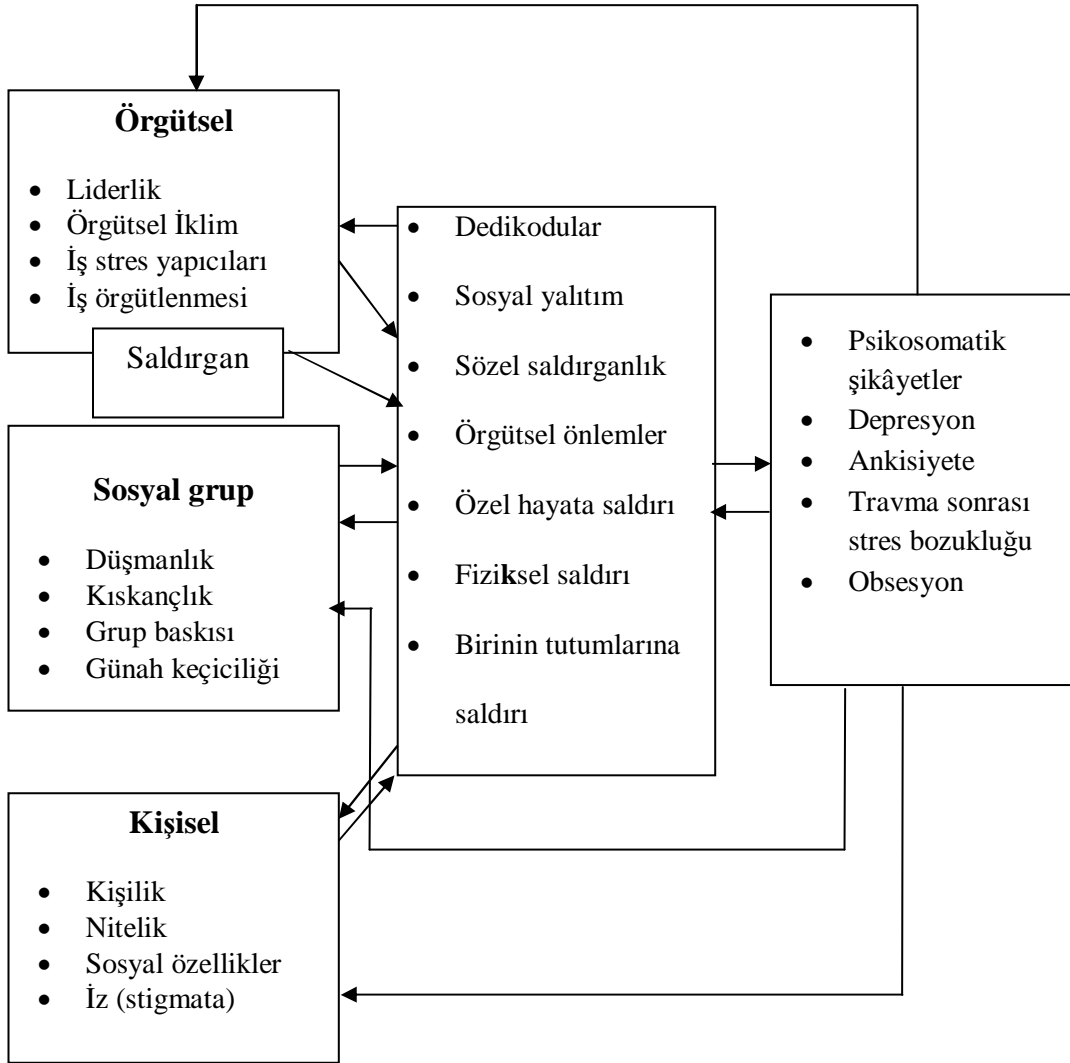 Örgütsel
• Liderlik
• Örgütsel İklim
• İş stres yapıcıları
• İş örgütlenmesi
Saldırgan
Sosyal grup
• Düşmanlık
• Kıskançlık
• Grup baskısı
• Günah keçiciliği
Kişisel
• Kişilik
• Nitelik
• Sosyal özellikler
• İz (stigmata)
• Dedikodular
• Sosyal yalıtım
• Sözel saldırganlık
• Örgütsel önlemler
• Özel hayata saldırı
• Fiziksel saldırı
• Birinin tutumlarına
saldırı
• Psikosomatik
şikâyetler
• Depresyon
• Ankisiyete
• Travma sonrası
stres bozukluğu
• Obsesyon